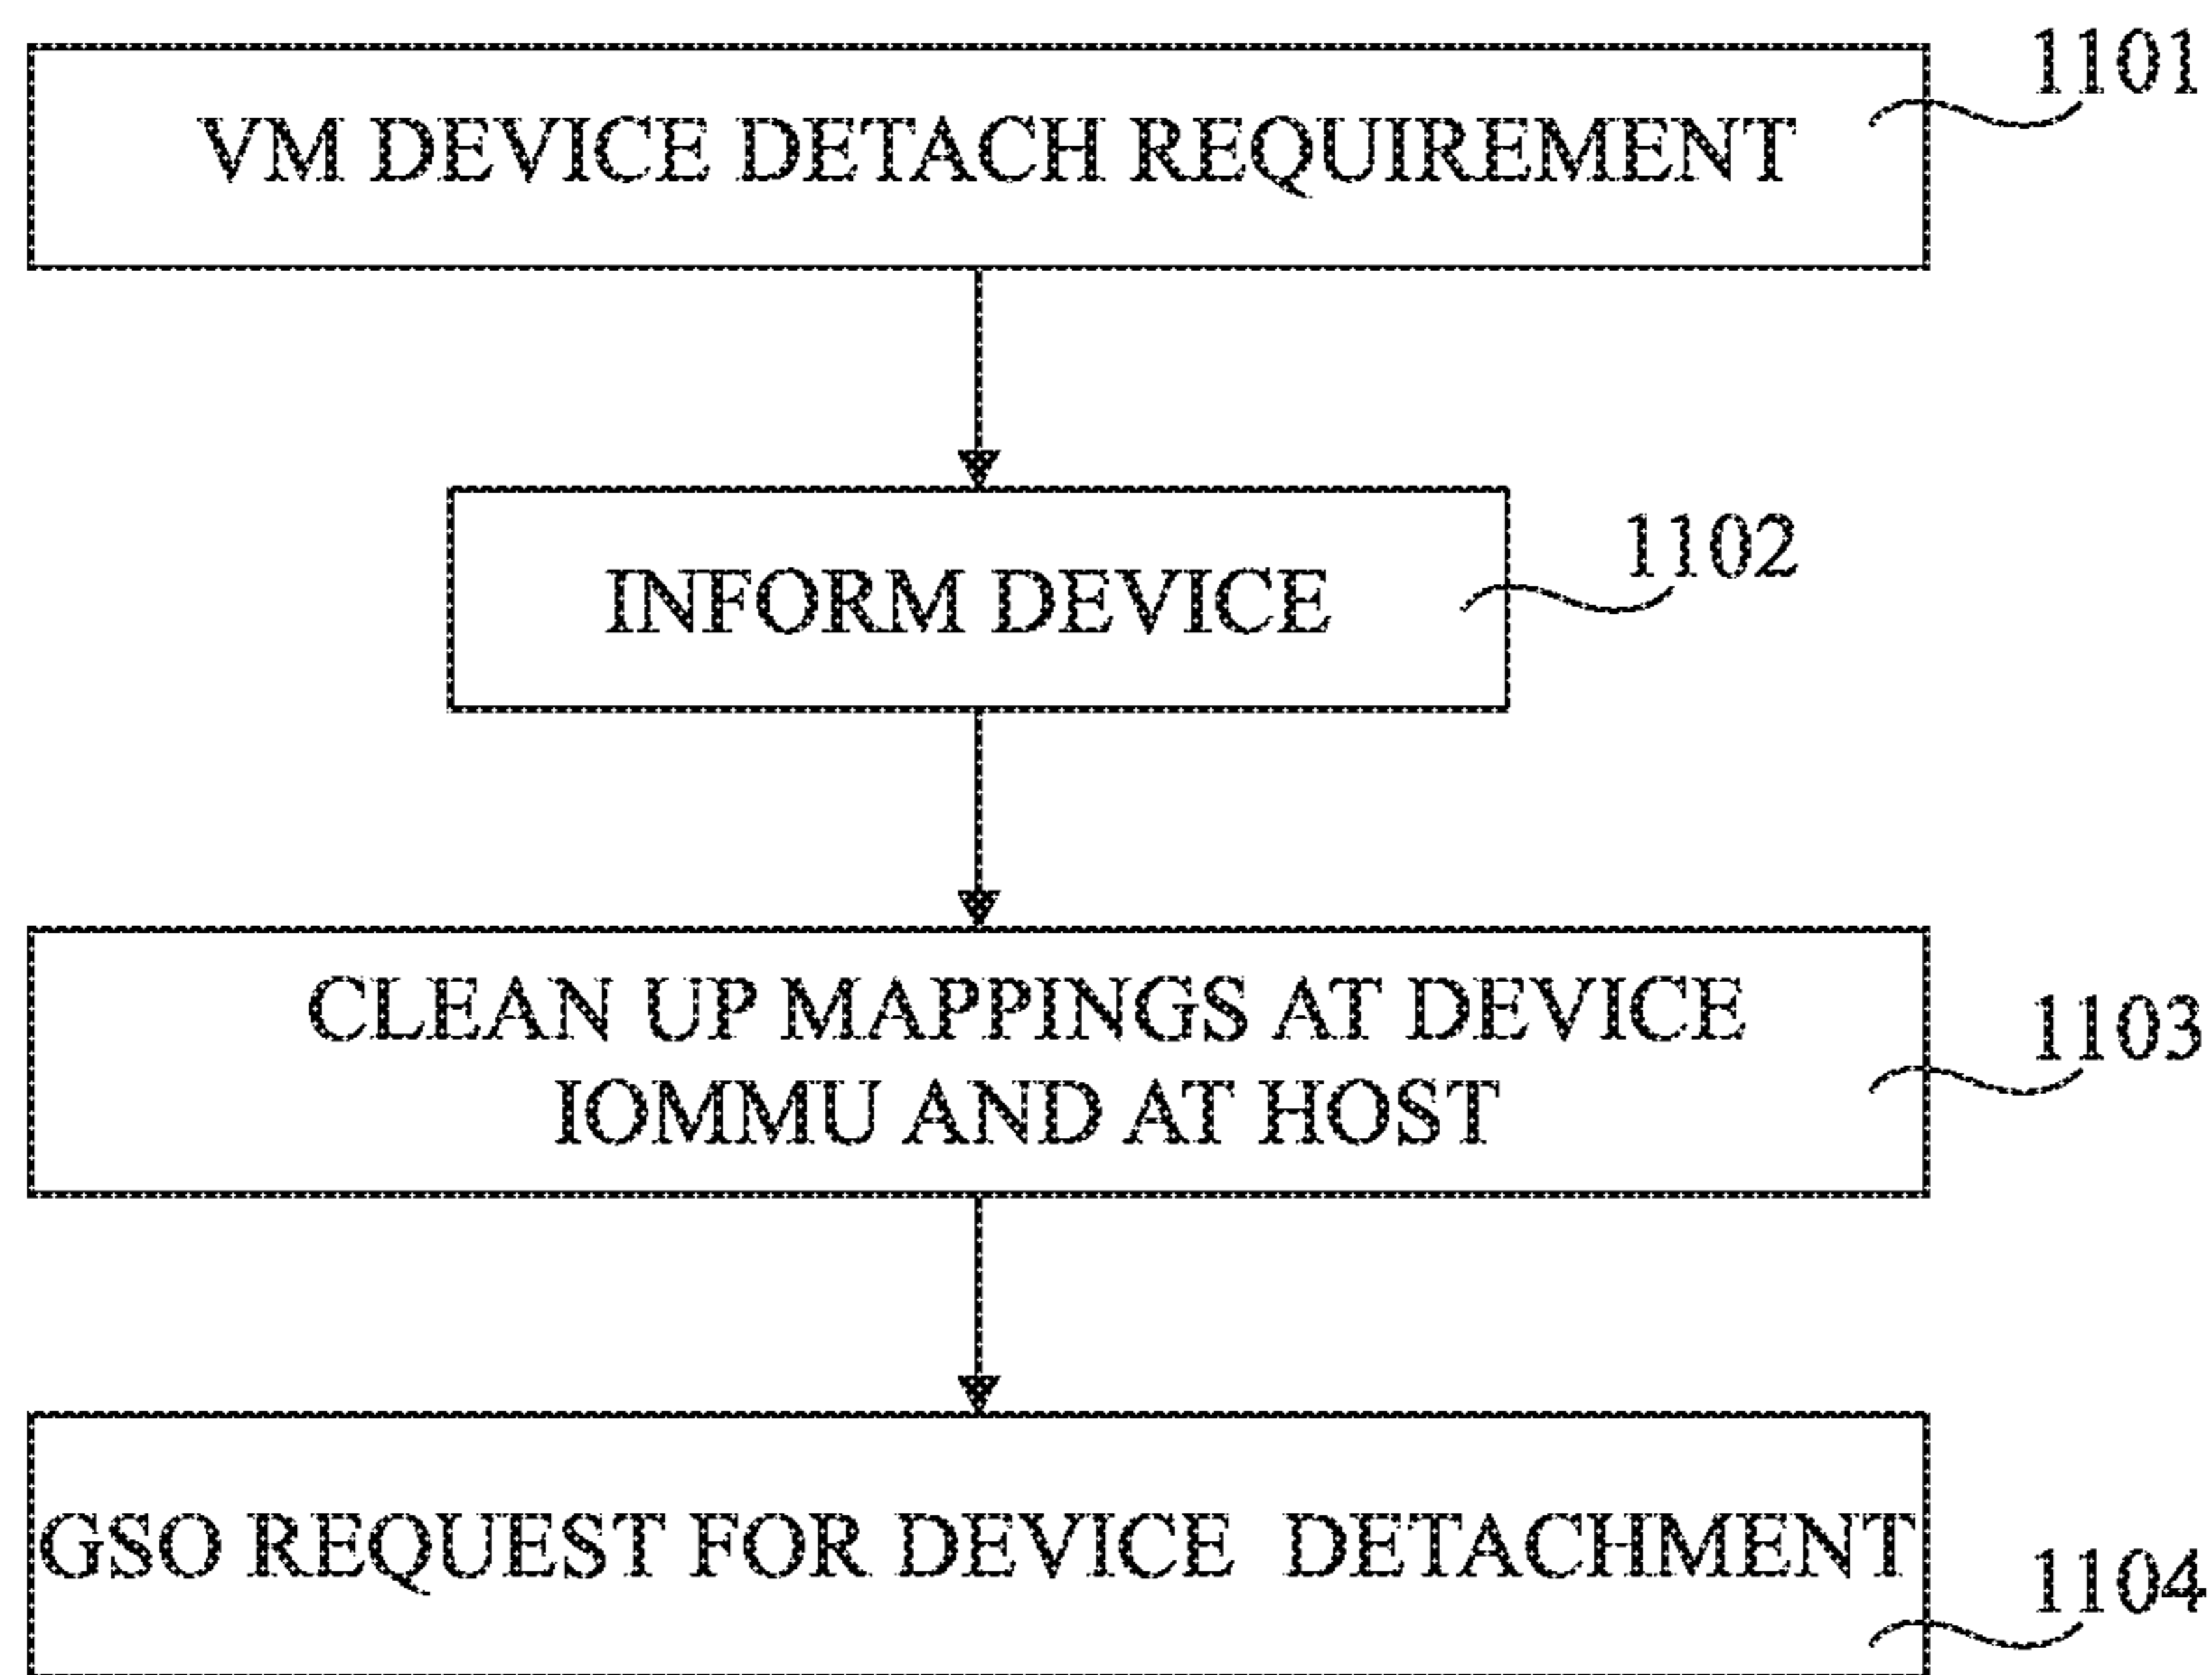 1101
VM DEVICE DETACH REQUIREMENT
1102
INFORM DEVICE
CLEAN UP MAPPINGS AT DEVICE
IOMMU AND AT HOST
1103
GSO REQUEST FOR DEVICE DETACHMENT
1104